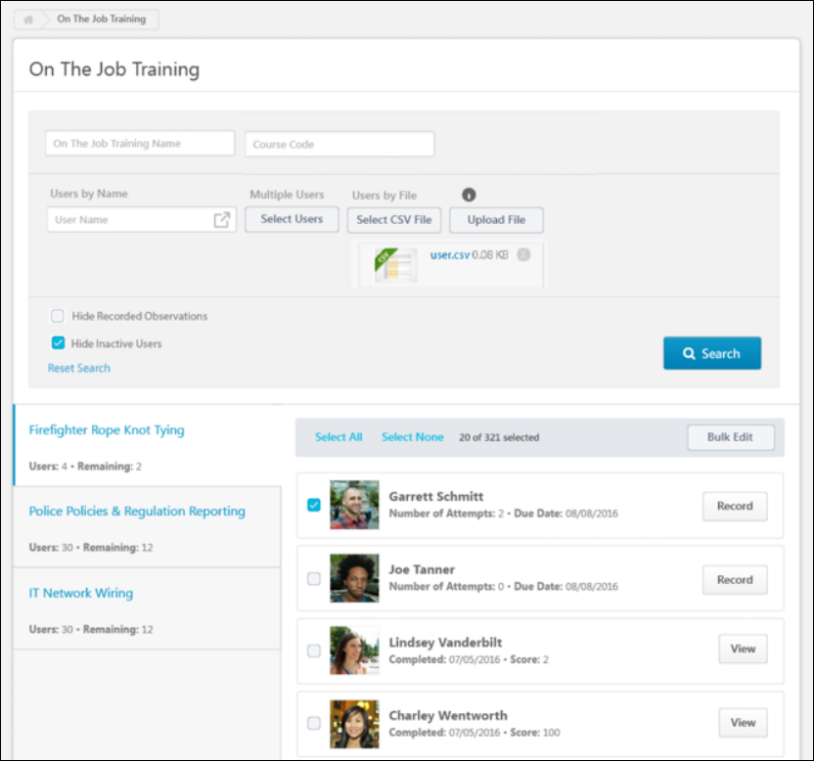 On The Job Training
On The Job Training
On The Job Training Name
Course Code
Users by Name
Multiple Users
Users by File
User Name
Select Users
Select CSV File
Upload File
CSV
user.csv 0.08 KB
Hide Recorded Observations
Hide Inactive Users
Reset Search
Search
Firefighter Rope Knot Tying
Users: 4 • Remaining: 2
Police Policies & Regulation Reporting
Users: 30 • Remaining: 12
IT Network Wiring
Users: 30 • Remaining: 12
Select All
Select None
20 of 321 selected
Bulk Edit
Garrett Schmitt
Number of Attempts: 2 • Due Date: 08/08/2016
Record
Joe Tanner
Number of Attempts: 0 • Due Date: 08/08/2016
Record
Lindsey Vanderbilt
Completed: 07/05/2016 • Score: 2
View
Charley Wentworth
Completed: 07/05/2016 • Score: 100
View